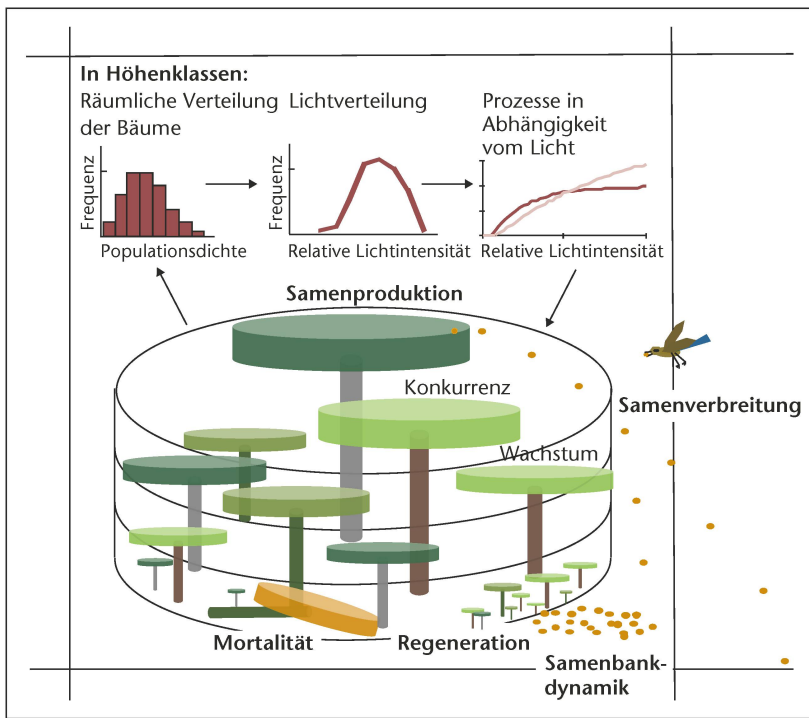 In Höhenklassen:
Räumliche Verteilung
der Bäume
Lichtverteilung
Prozesse in
Abhängigkeit
vom Licht
Frequenz
Populationsdichte
Frequenz
Relative Lichtintensität
Relative Lichtintensität
Samenproduktion
Konkurrenz
Samenverbreitung
Wachstum
Mortalität
Regeneration
Samenbank-
dynamik